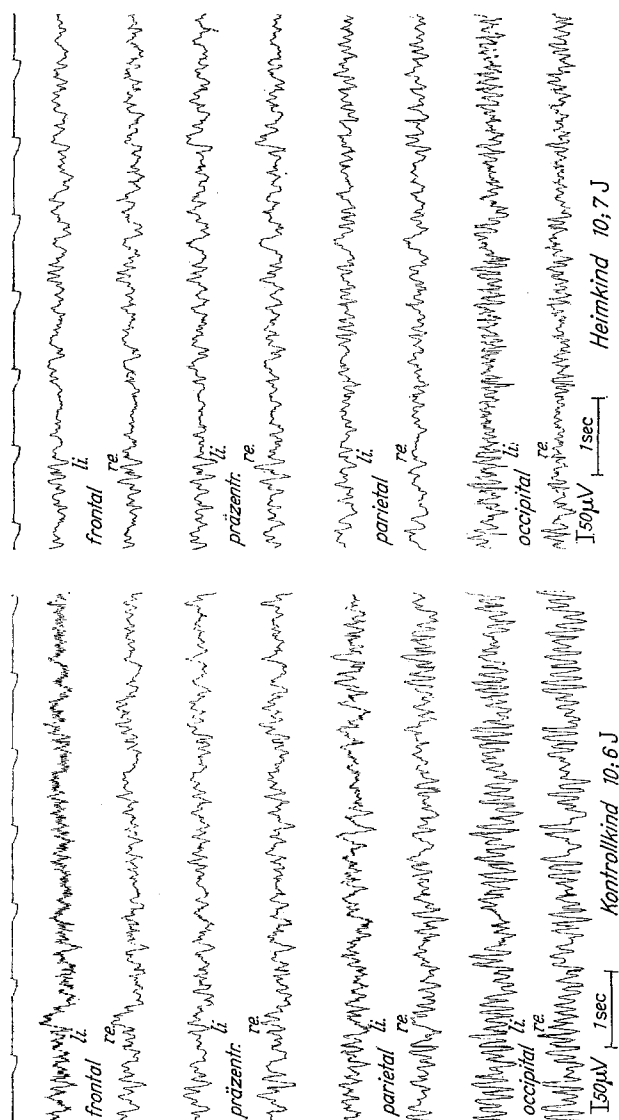 li.
frontal
re.
li.
präzentr.
re.
li.
parietal
re.
li.
occipital
re.
50µV
1sec
Kontrollkind 10;6 J
li.
frontal
re.
li.
präzentr.
re.
li.
parietal
re.
li.
occipital
re.
50µV
1sec
Heimkind 10;7 J